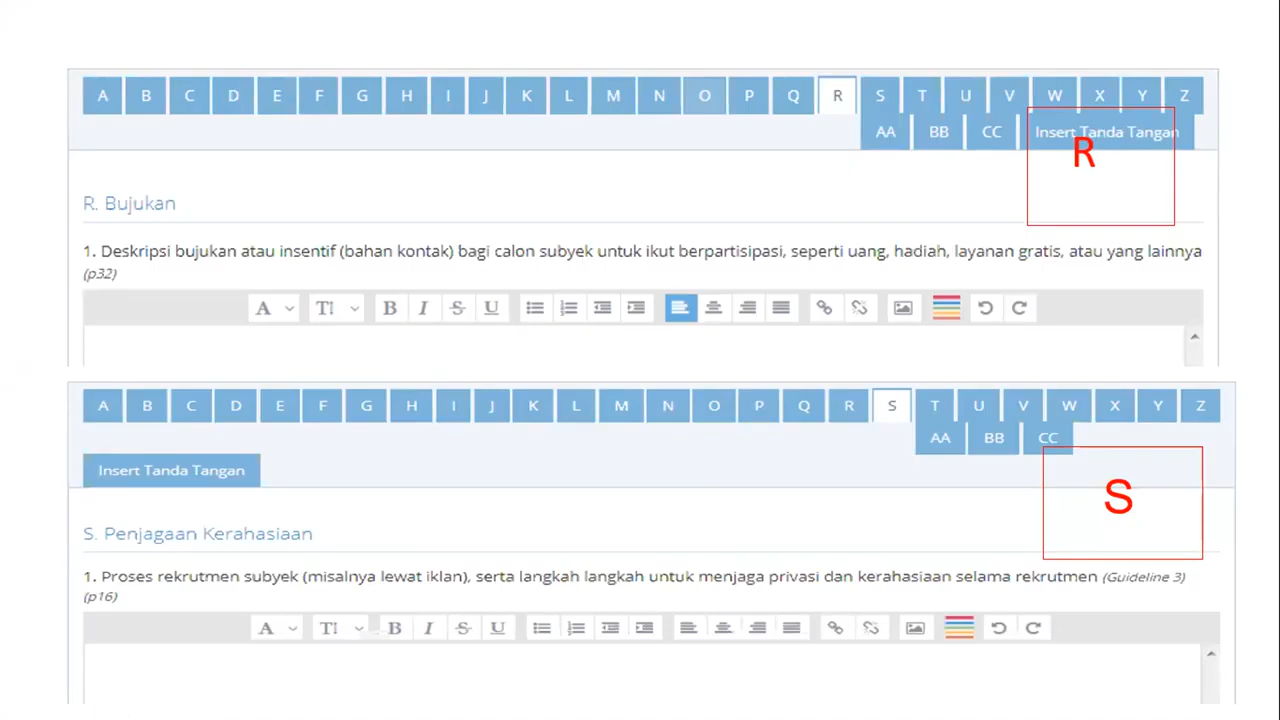 A B C D E F G H I J K L M N O P Q R S T U V W X Y Z
AA BB CC Insert Tanda Tangan
R
R. Bujukan
1. Deskripsi bujukan atau insentif (bahan kontak) bagi calon subyek untuk ikut berpartisipasi, seperti uang, hadiah, layanan gratis, atau yang lainnya
(p32)
A TI B I S U
A B C D E F G H I J K L M N O P Q R S T U V W X Y Z
AA BB CC
Insert Tanda Tangan
S
S. Penjagaan Kerahasiaan
1. Proses rekrutmen subyek (misalnya lewat iklan), serta langkah langkah untuk menjaga privasi dan kerahasiaan selama rekrutmen (Guideline 3)
(p16)
A TI B I S U